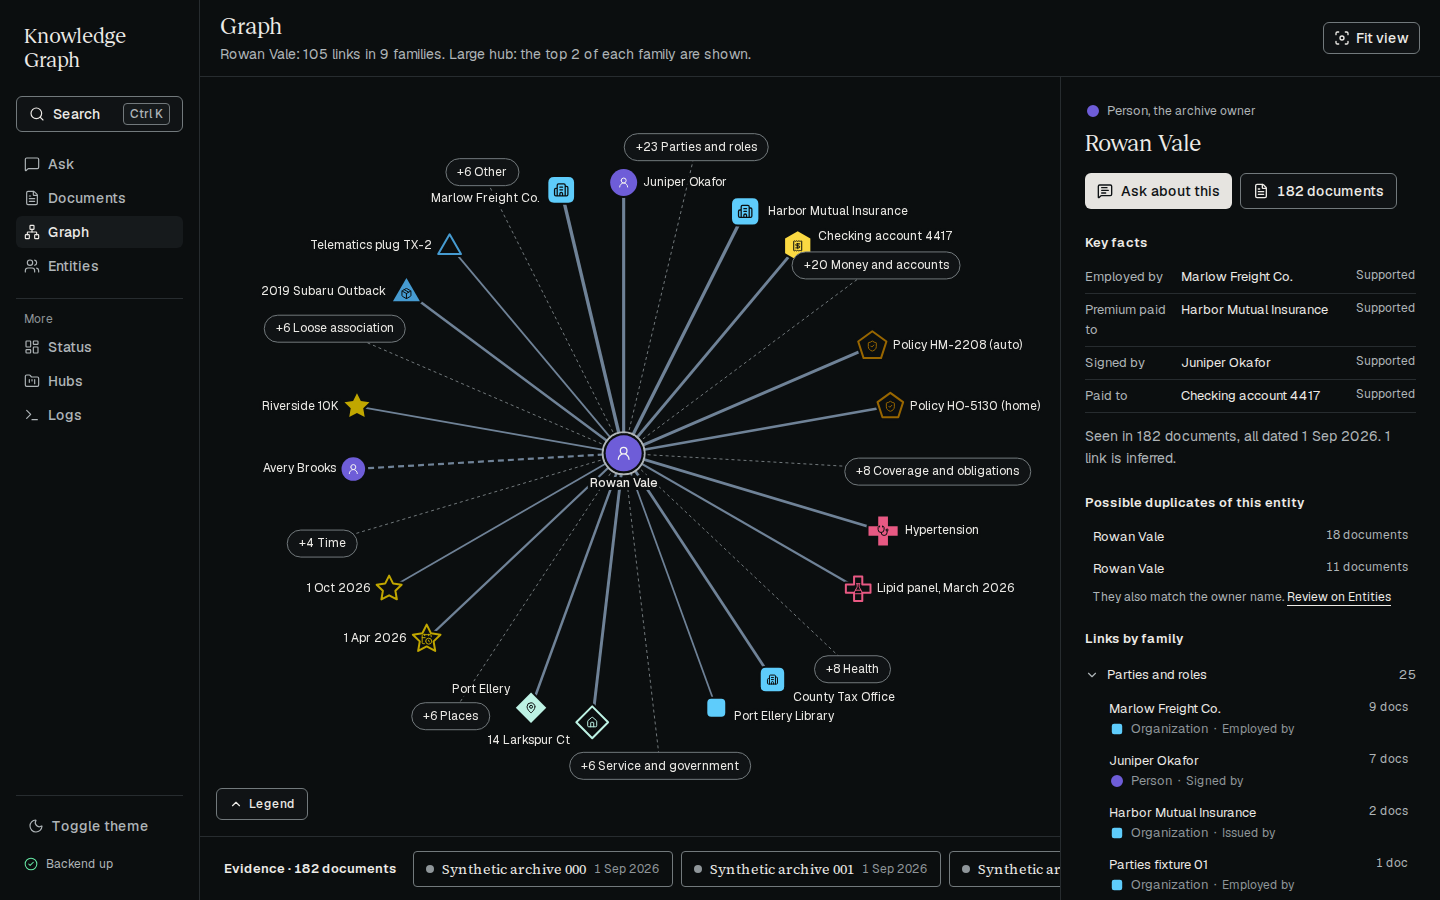 Knowledge
Graph
Search Ctrl K
Ask
Documents
Graph
Entities
More
Status
Hubs
Logs
Toggle theme
Backend up
Graph
Rowan Vale: 105 links in 9 families. Large hub: the top 2 of each family are shown.
Fit view
+23 Parties and roles
+6 Other
Juniper Okafor
Marlow Freight Co.
Harbor Mutual Insurance
Checking account 4417
Telematics plug TX-2
+20 Money and accounts
2019 Subaru Outback
+6 Loose association
Policy HM-2208 (auto)
Riverside 10K
Policy HO-5130 (home)
Avery Brooks
Rowan Vale
+8 Coverage and obligations
Hypertension
+4 Time
1 Oct 2026
Lipid panel, March 2026
1 Apr 2026
+8 Health
Port Ellery
County Tax Office
+6 Places
Port Ellery Library
14 Larkspur Ct
+6 Service and government
Legend
Evidence · 182 documents
Synthetic archive 000 1 Sep 2026
Synthetic archive 001 1 Sep 2026
Synthetic ar
Person, the archive owner
Rowan Vale
Ask about this
182 documents
Key facts
Employed by Marlow Freight Co. Supported
Premium paid Harbor Mutual Insurance Supported
to
Signed by Juniper Okafor Supported
Paid to Checking account 4417 Supported
Seen in 182 documents, all dated 1 Sep 2026. 1
link is inferred.
Possible duplicates of this entity
Rowan Vale 18 documents
Rowan Vale 11 documents
They also match the owner name. Review on Entities
Links by family
Parties and roles 25
Marlow Freight Co. 9 docs
Organization · Employed by
Juniper Okafor 7 docs
Person · Signed by
Harbor Mutual Insurance 2 docs
Organization · Issued by
Parties fixture 01 1 doc
Organization · Employed by